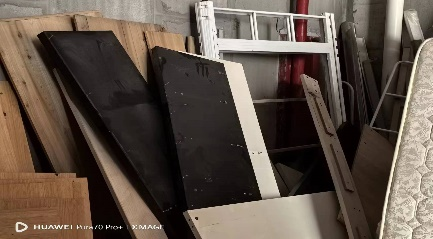 HUAWEI Pura70 Pro+ | XMAGE